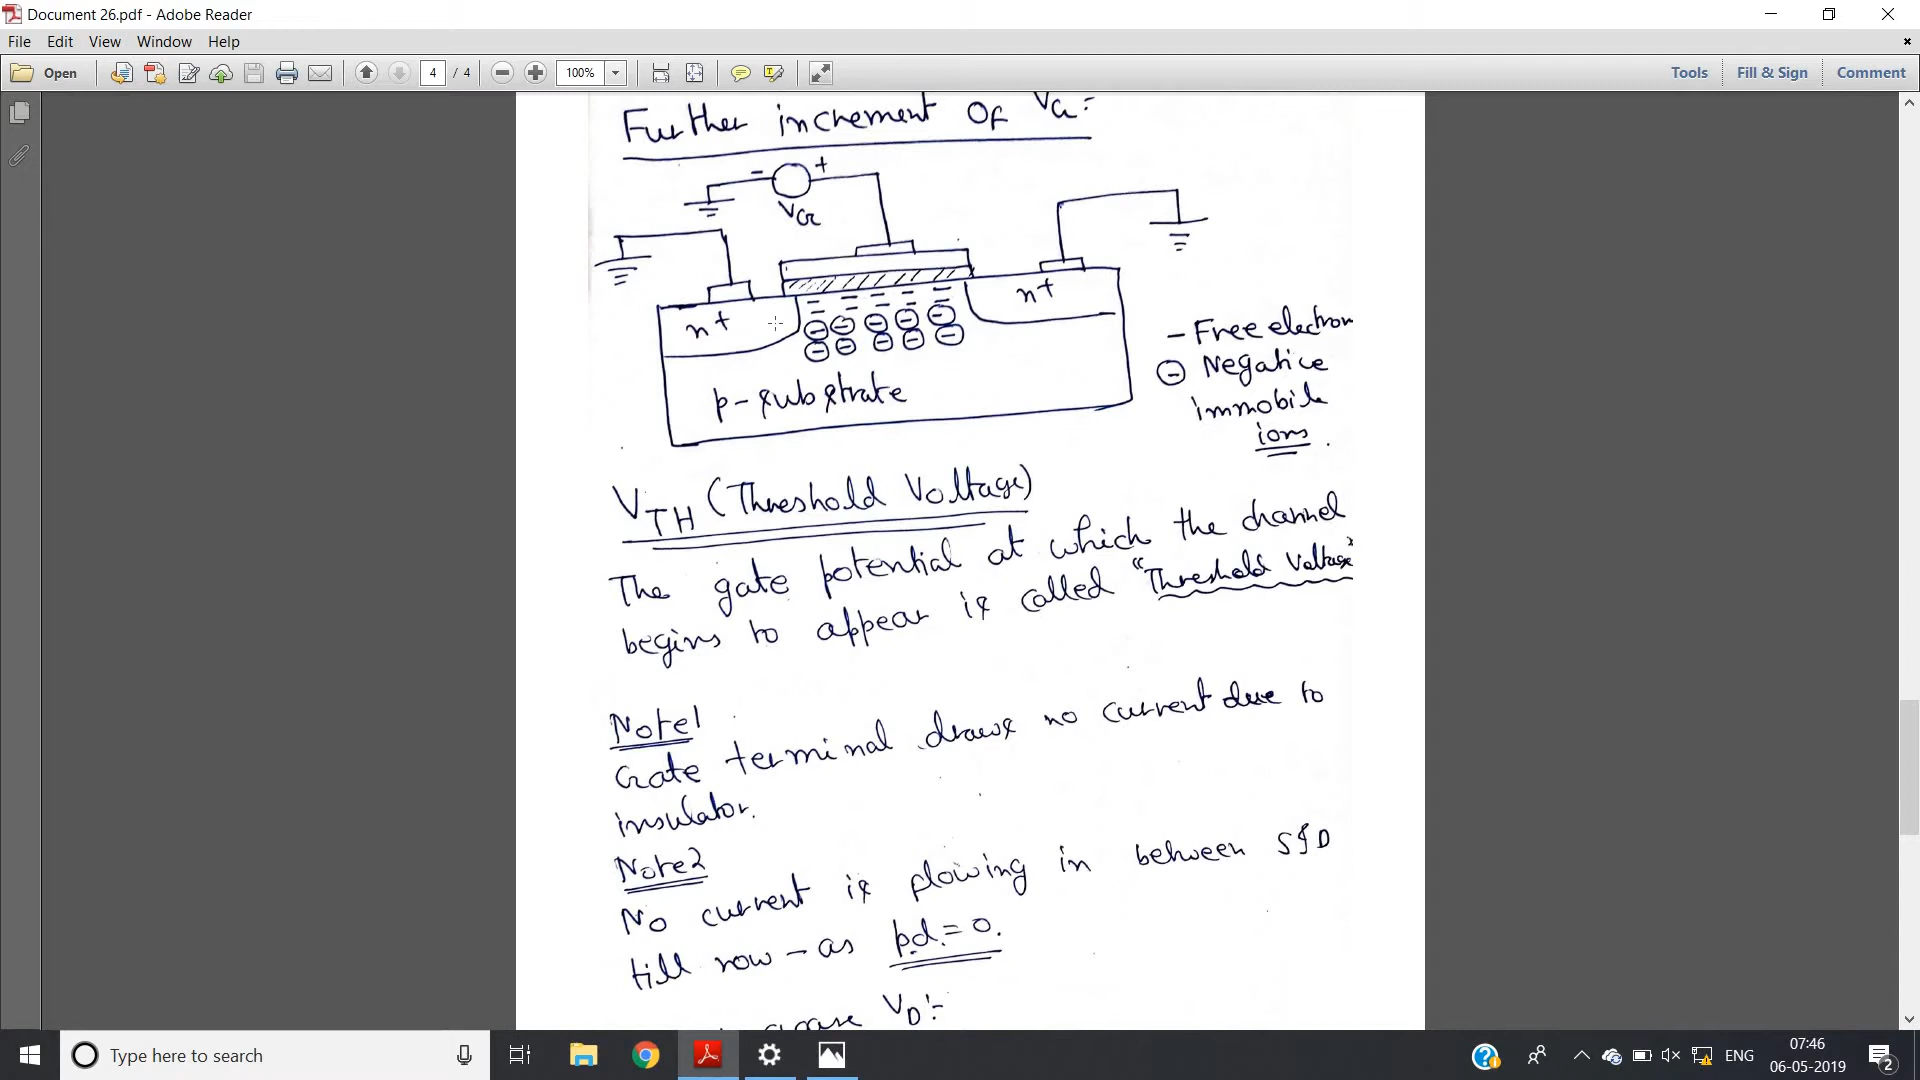 Document 26.pdf - Adobe Reader
File Edit View Window Help
Open 4 / 4 100% Tools Fill & Sign Comment
Further increment of VG:-
- +
VG
n+ n+
p-substrate
- Free electron
⊖ Negative
immobile
ions.
VTH (Threshold Voltage)
The gate potential at which the channel
begins to appear is called "Threshold Voltage"
Note1
Gate terminal draws no current due to
insulator.
Note2
No current is flowing in between S & D
till now - as p.d. = 0.
VD:-
Type here to search
ENG
07:46
06-05-2019
2